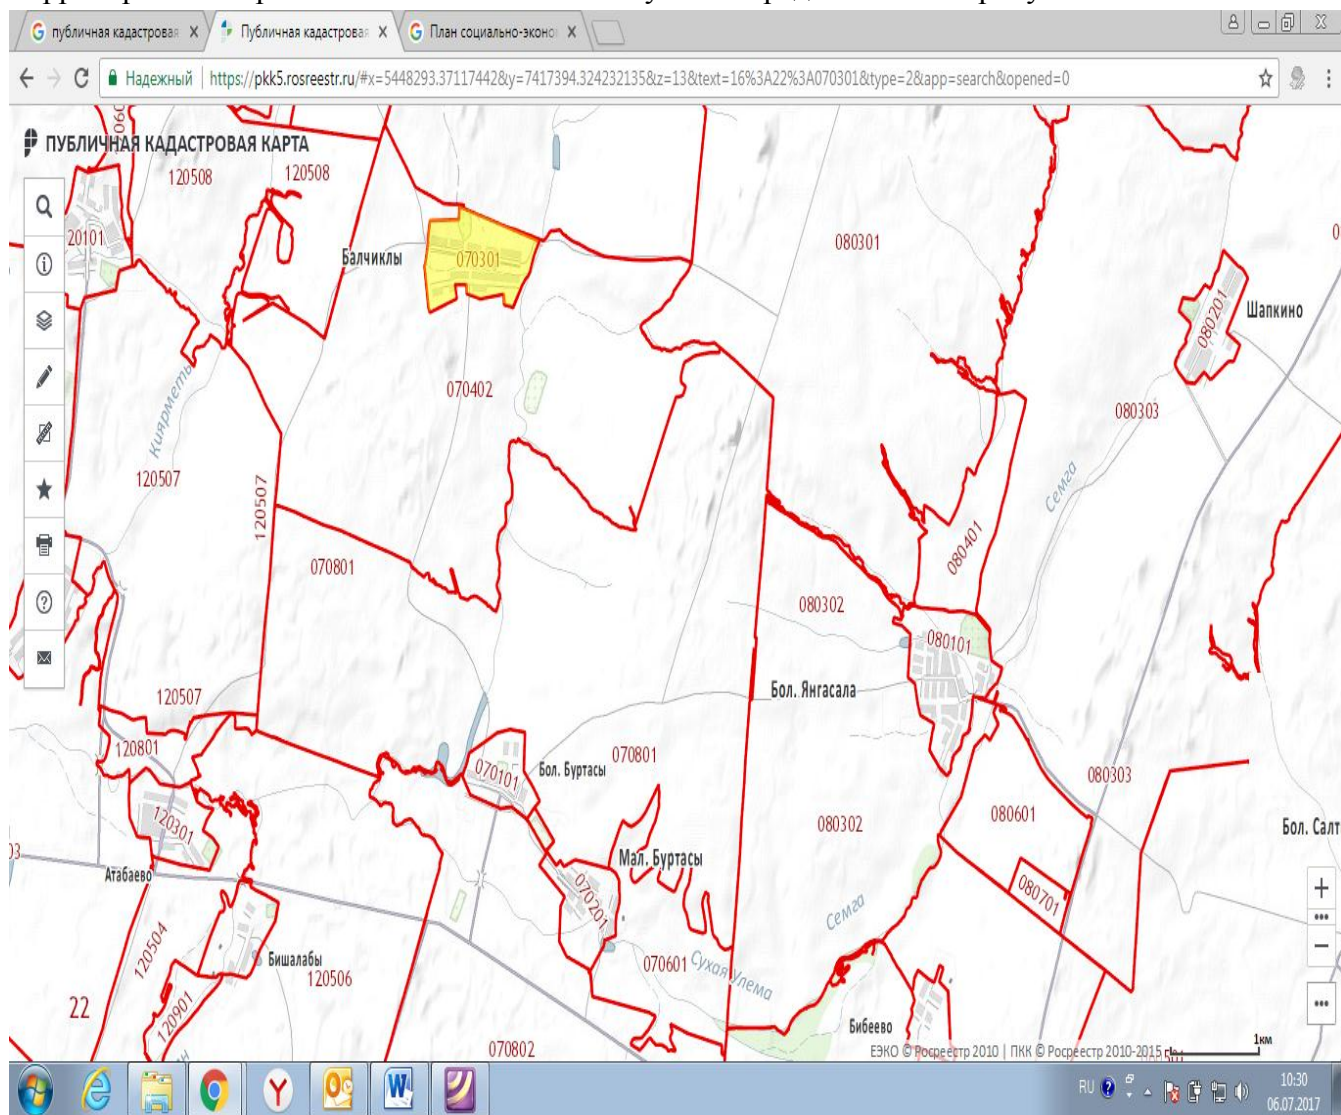 публичная кадастровая
Публичная кадастровая
План социально-эконом
Надежный
https://pkk5.rosreestr.ru/#x=5448293.37117442&y=7417394.324232135&z=13&text=16%3A22%3A070301&type=2&app=search&opened=0
ПУБЛИЧНАЯ КАДАСТРОВАЯ КАРТА
120508
120508
20101
Балчиклы
070301
080301
080201
Шапкино
Киярметь
070402
080303
120507
120507
Семга
070801
080401
080302
080101
Бол. Янгасала
120507
120801
070101
Бол. Буртасы
070801
080303
080601
120301
080302
Бол. Салт
Мал. Буртасы
Атабаево
070201
080701
Семга
120504
Бишалабы
120506
070601
Сухая Улема
22
120901
Бибеево
070802
ЕЭКО © Росреестр 2010 | ПКК © Росреестр 2010-2015
1км
RU
10:30
06.07.2017